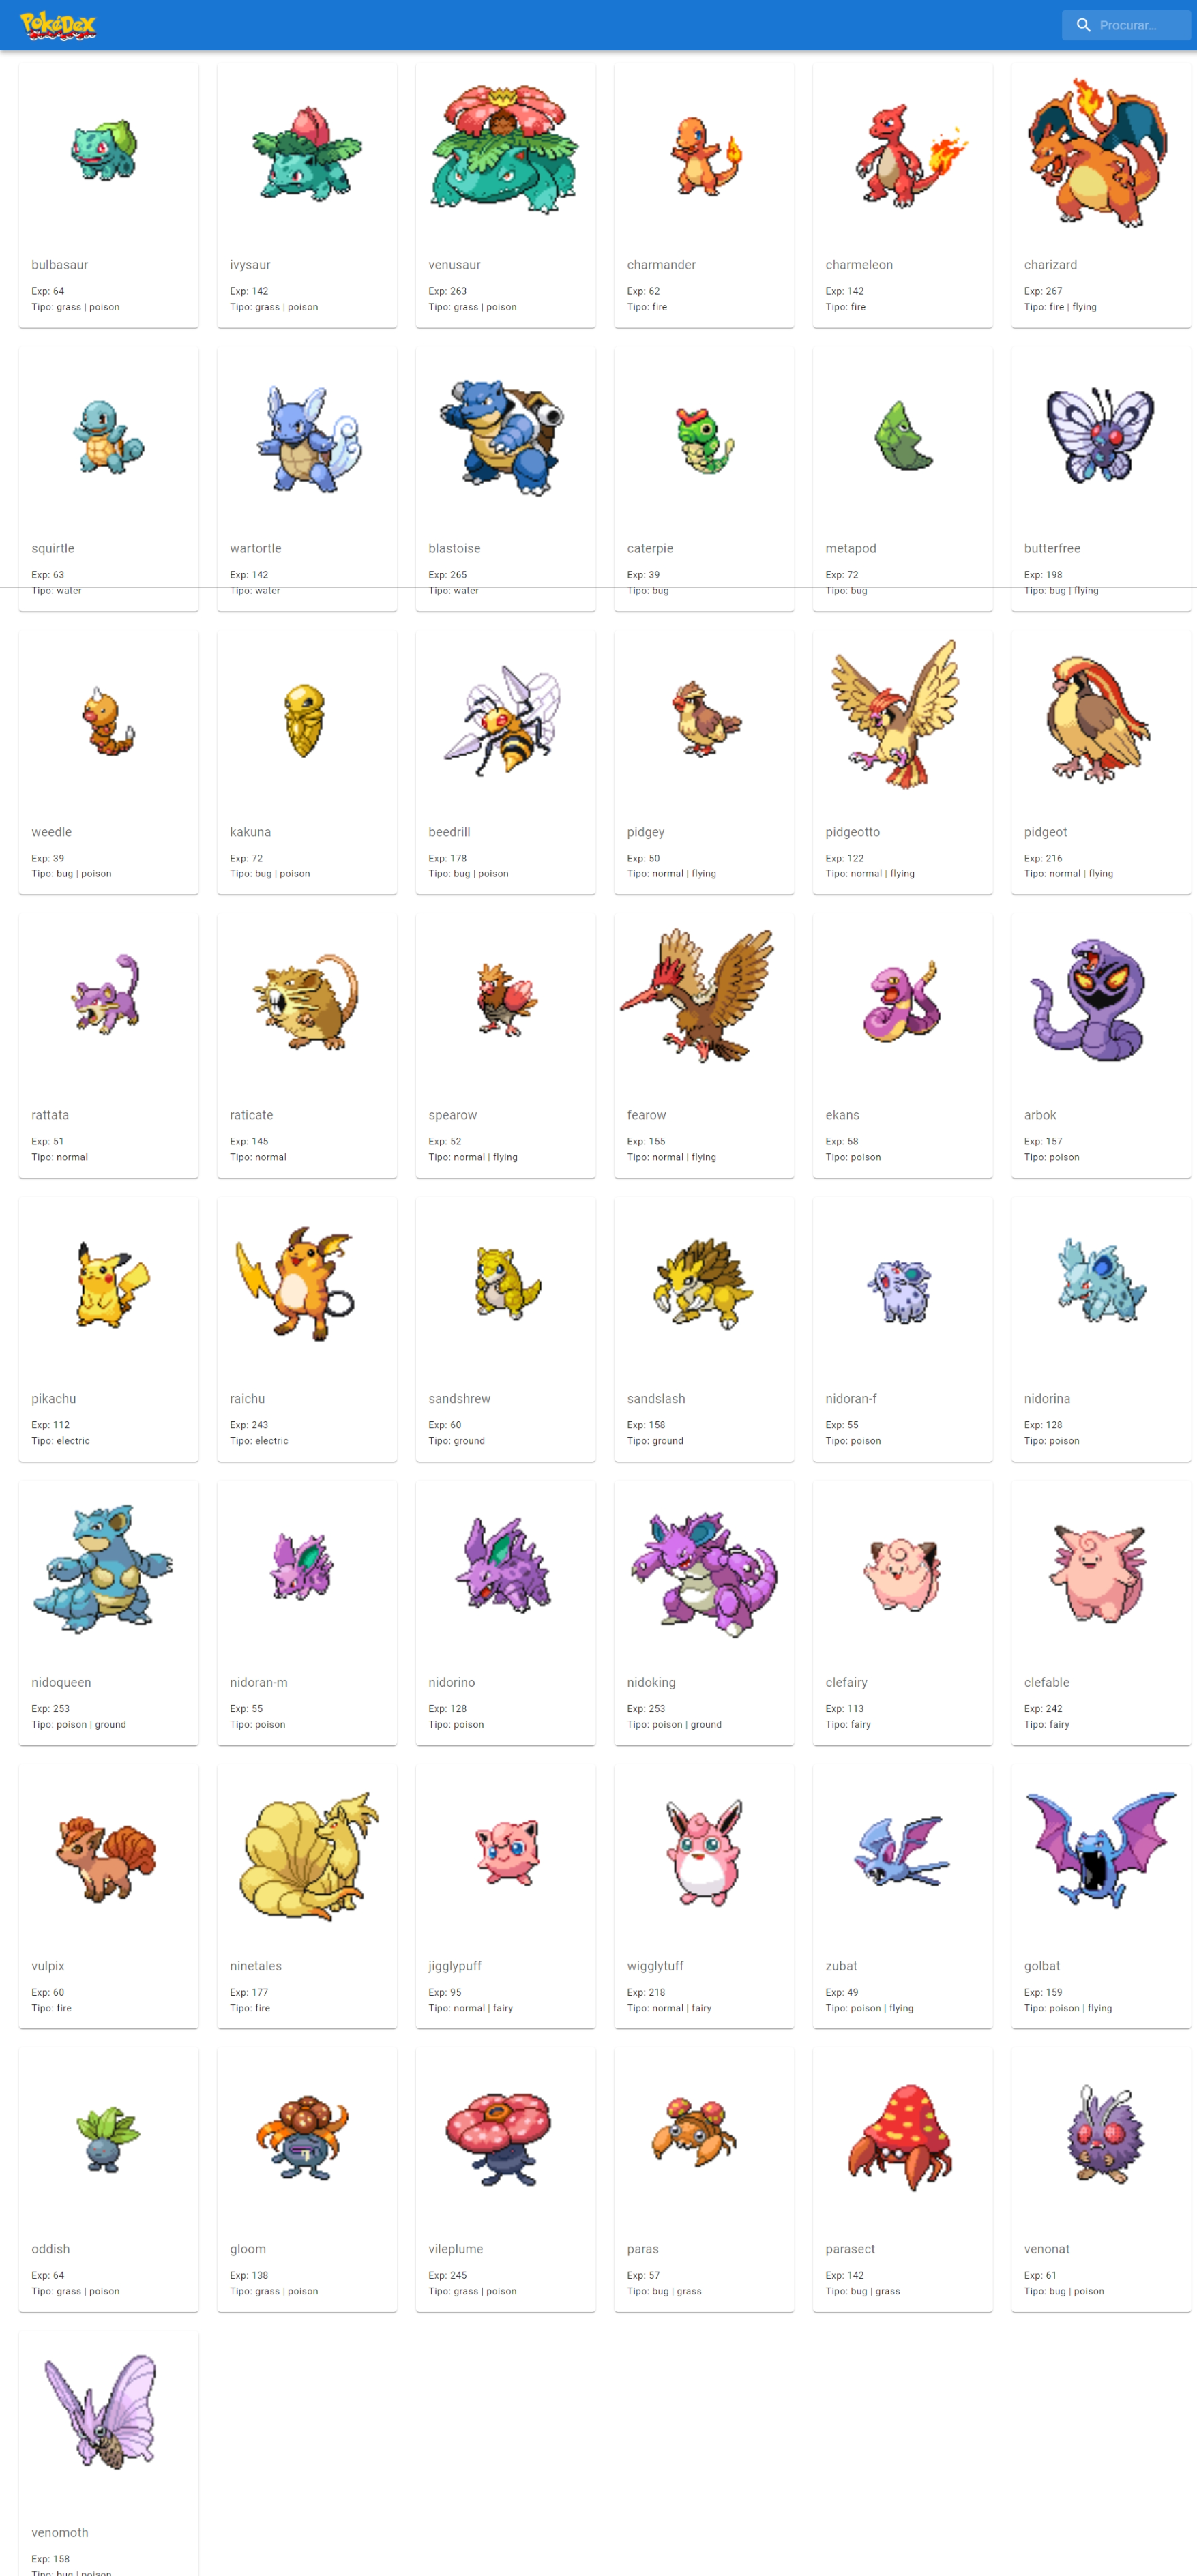 PokéDex
Procurar...
bulbasaur
Exp: 64
Tipo: grass | poison
ivysaur
Exp: 142
Tipo: grass | poison
venusaur
Exp: 263
Tipo: grass | poison
charmander
Exp: 62
Tipo: fire
charmeleon
Exp: 142
Tipo: fire
charizard
Exp: 267
Tipo: fire | flying
squirtle
Exp: 63
Tipo: water
wartortle
Exp: 142
Tipo: water
blastoise
Exp: 265
Tipo: water
caterpie
Exp: 39
Tipo: bug
metapod
Exp: 72
Tipo: bug
butterfree
Exp: 198
Tipo: bug | flying
weedle
Exp: 39
Tipo: bug | poison
kakuna
Exp: 72
Tipo: bug | poison
beedrill
Exp: 178
Tipo: bug | poison
pidgey
Exp: 50
Tipo: normal | flying
pidgeotto
Exp: 122
Tipo: normal | flying
pidgeot
Exp: 216
Tipo: normal | flying
rattata
Exp: 51
Tipo: normal
raticate
Exp: 145
Tipo: normal
spearow
Exp: 52
Tipo: normal | flying
fearow
Exp: 155
Tipo: normal | flying
ekans
Exp: 58
Tipo: poison
arbok
Exp: 157
Tipo: poison
pikachu
Exp: 112
Tipo: electric
raichu
Exp: 243
Tipo: electric
sandshrew
Exp: 60
Tipo: ground
sandslash
Exp: 158
Tipo: ground
nidoran-f
Exp: 55
Tipo: poison
nidorina
Exp: 128
Tipo: poison
nidoqueen
Exp: 253
Tipo: poison | ground
nidoran-m
Exp: 55
Tipo: poison
nidorino
Exp: 128
Tipo: poison
nidoking
Exp: 253
Tipo: poison | ground
clefairy
Exp: 113
Tipo: fairy
clefable
Exp: 242
Tipo: fairy
vulpix
Exp: 60
Tipo: fire
ninetales
Exp: 177
Tipo: fire
jigglypuff
Exp: 95
Tipo: normal | fairy
wigglytuff
Exp: 218
Tipo: normal | fairy
zubat
Exp: 49
Tipo: poison | flying
golbat
Exp: 159
Tipo: poison | flying
oddish
Exp: 64
Tipo: grass | poison
gloom
Exp: 138
Tipo: grass | poison
vileplume
Exp: 245
Tipo: grass | poison
paras
Exp: 57
Tipo: bug | grass
parasect
Exp: 142
Tipo: bug | grass
venonat
Exp: 61
Tipo: bug | poison
venomoth
Exp: 158
Tipo: bug | poison